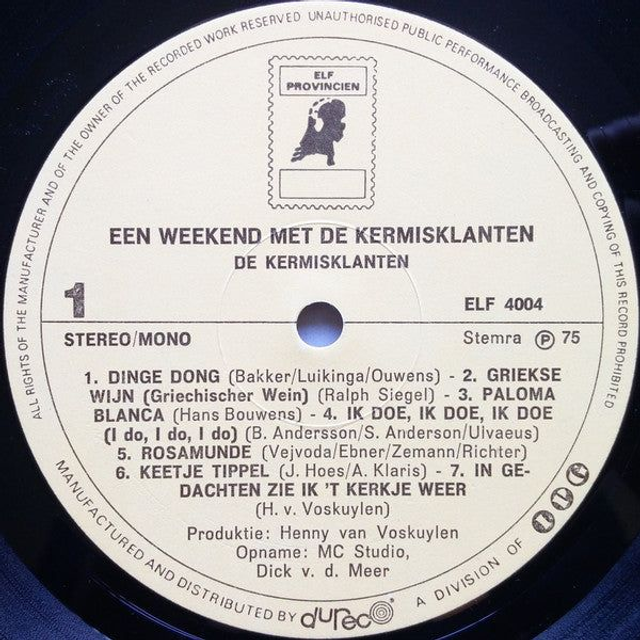 ALL RIGHTS OF THE MANUFACTURER AND OF THE OWNER OF THE RECORDED WORK RESERVED UNAUTHORISED PUBLIC PERFORMANCE BROADCASTING AND COPYING OF THIS RECORD PROHIBITED
ELF
PROVINCIEN
EEN WEEKEND MET DE KERMISKLANTEN
DE KERMISKLANTEN
1
ELF 4004
STEREO/MONO
Stemra Ⓟ 75
1. DINGE DONG (Bakker/Luikinga/Ouwens) - 2. GRIEKSE
WIJN (Griechischer Wein) (Ralph Siegel) - 3. PALOMA
BLANCA (Hans Bouwens) - 4. IK DOE, IK DOE, IK DOE
(I do, I do, I do) (B. Andersson/S. Anderson/Ulvaeus)
5. ROSAMUNDE (Vejvoda/Ebner/Zemann/Richter)
6. KEETJE TIPPEL (J. Hoes/A. Klaris) - 7. IN GE-
DACHTEN ZIE IK 'T KERKJE WEER
(H. v. Voskuylen)
Produktie: Henny van Voskuylen
Opname: MC Studio,
Dick v. d. Meer
MANUFACTURED AND DISTRIBUTED BY dureco A DIVISION OF